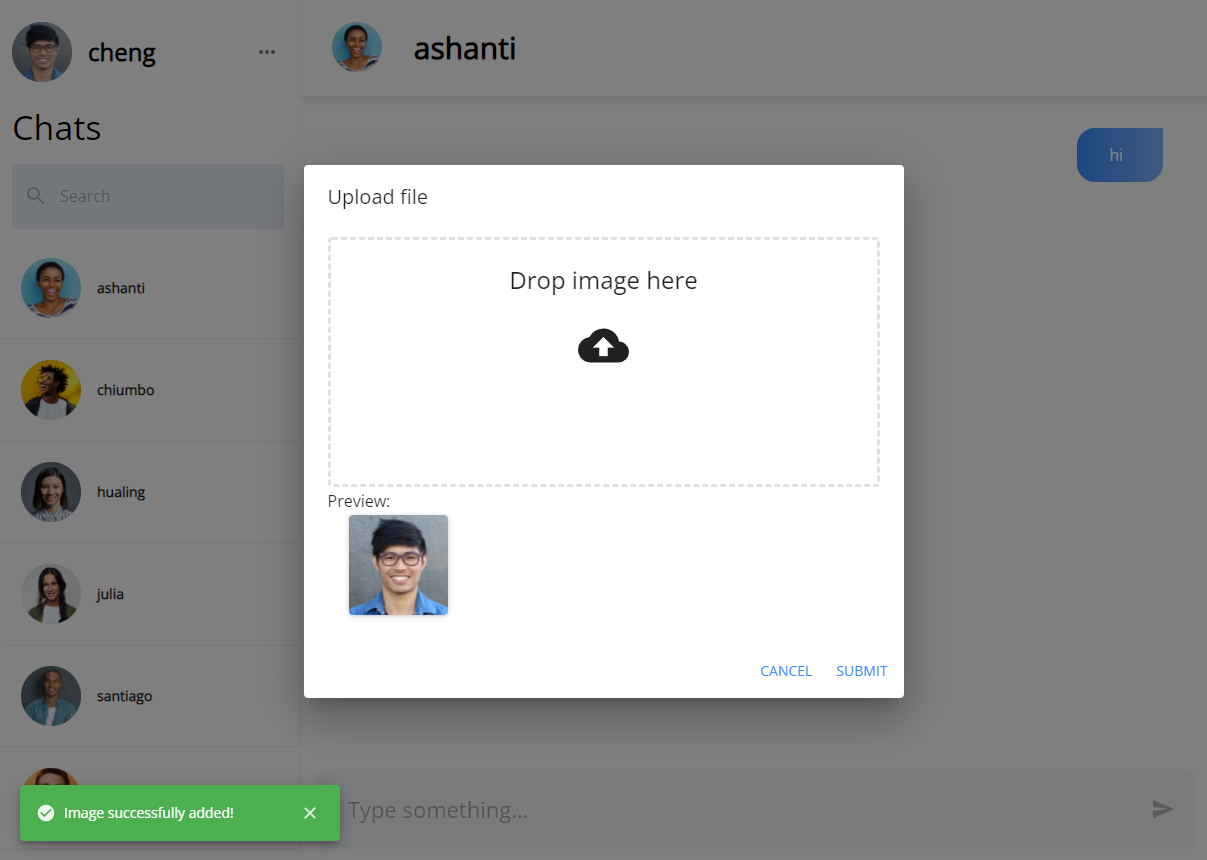 cheng
Chats
Search
ashanti
chiumbo
hualing
julia
santiago
ashanti
hi
Upload file
Drop image here
Preview:
CANCEL SUBMIT
Image successfully added!
Type something...